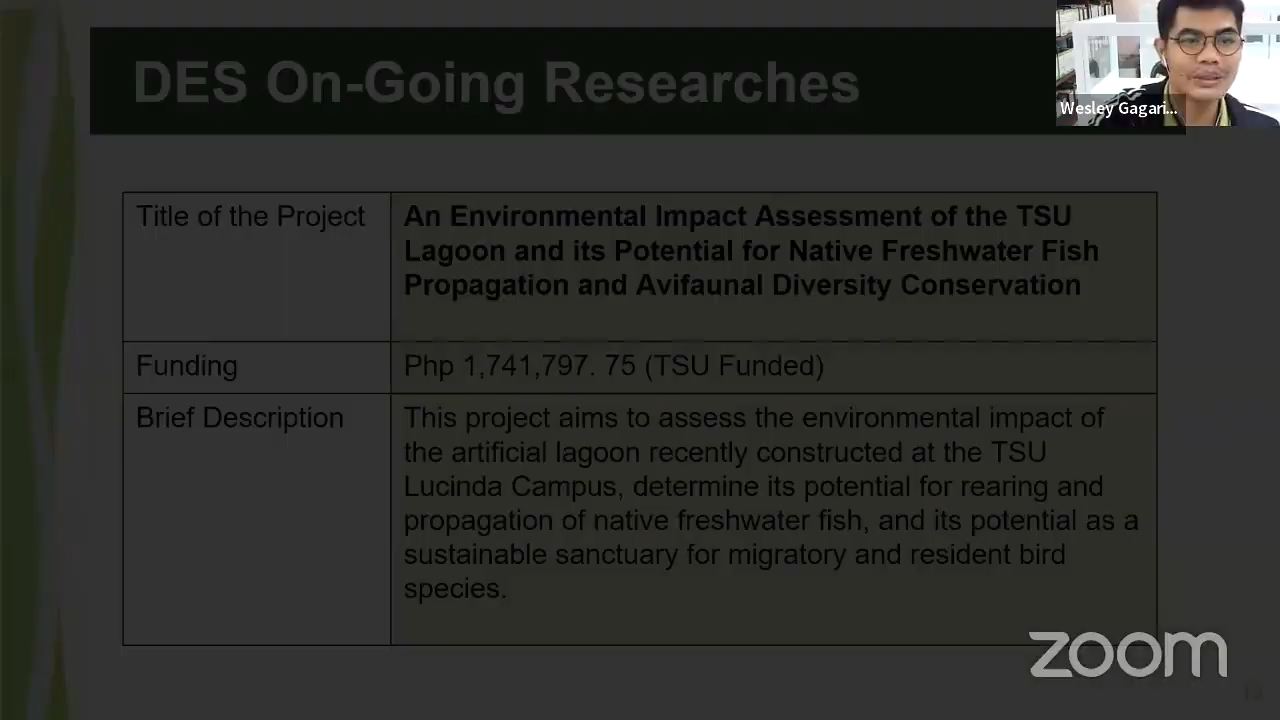 DES On-Going Researches
Wesley Gagari...
Title of the Project
An Environmental Impact Assessment of the TSU
Lagoon and its Potential for Native Freshwater Fish
Propagation and Avifaunal Diversity Conservation
Funding
Php 1,741,797. 75 (TSU Funded)
Brief Description
This project aims to assess the environmental impact of
the artificial lagoon recently constructed at the TSU
Lucinda Campus, determine its potential for rearing and
propagation of native freshwater fish, and its potential as a
sustainable sanctuary for migratory and resident bird
species.
zoom